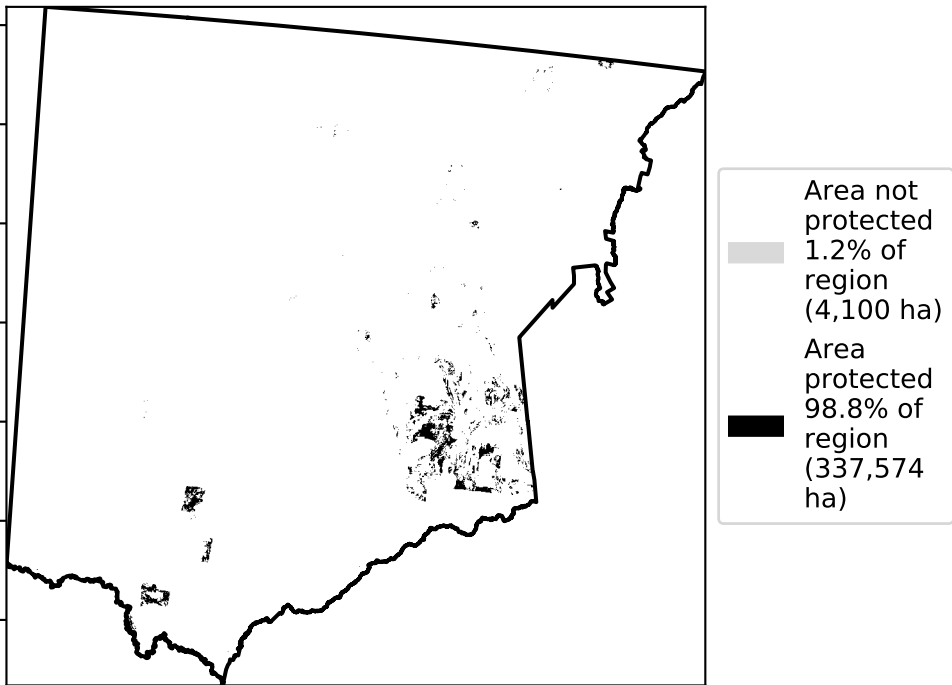 Area not
protected
1.2% of
region
(4,100 ha)
Area
protected
98.8% of
region
(337,574
ha)